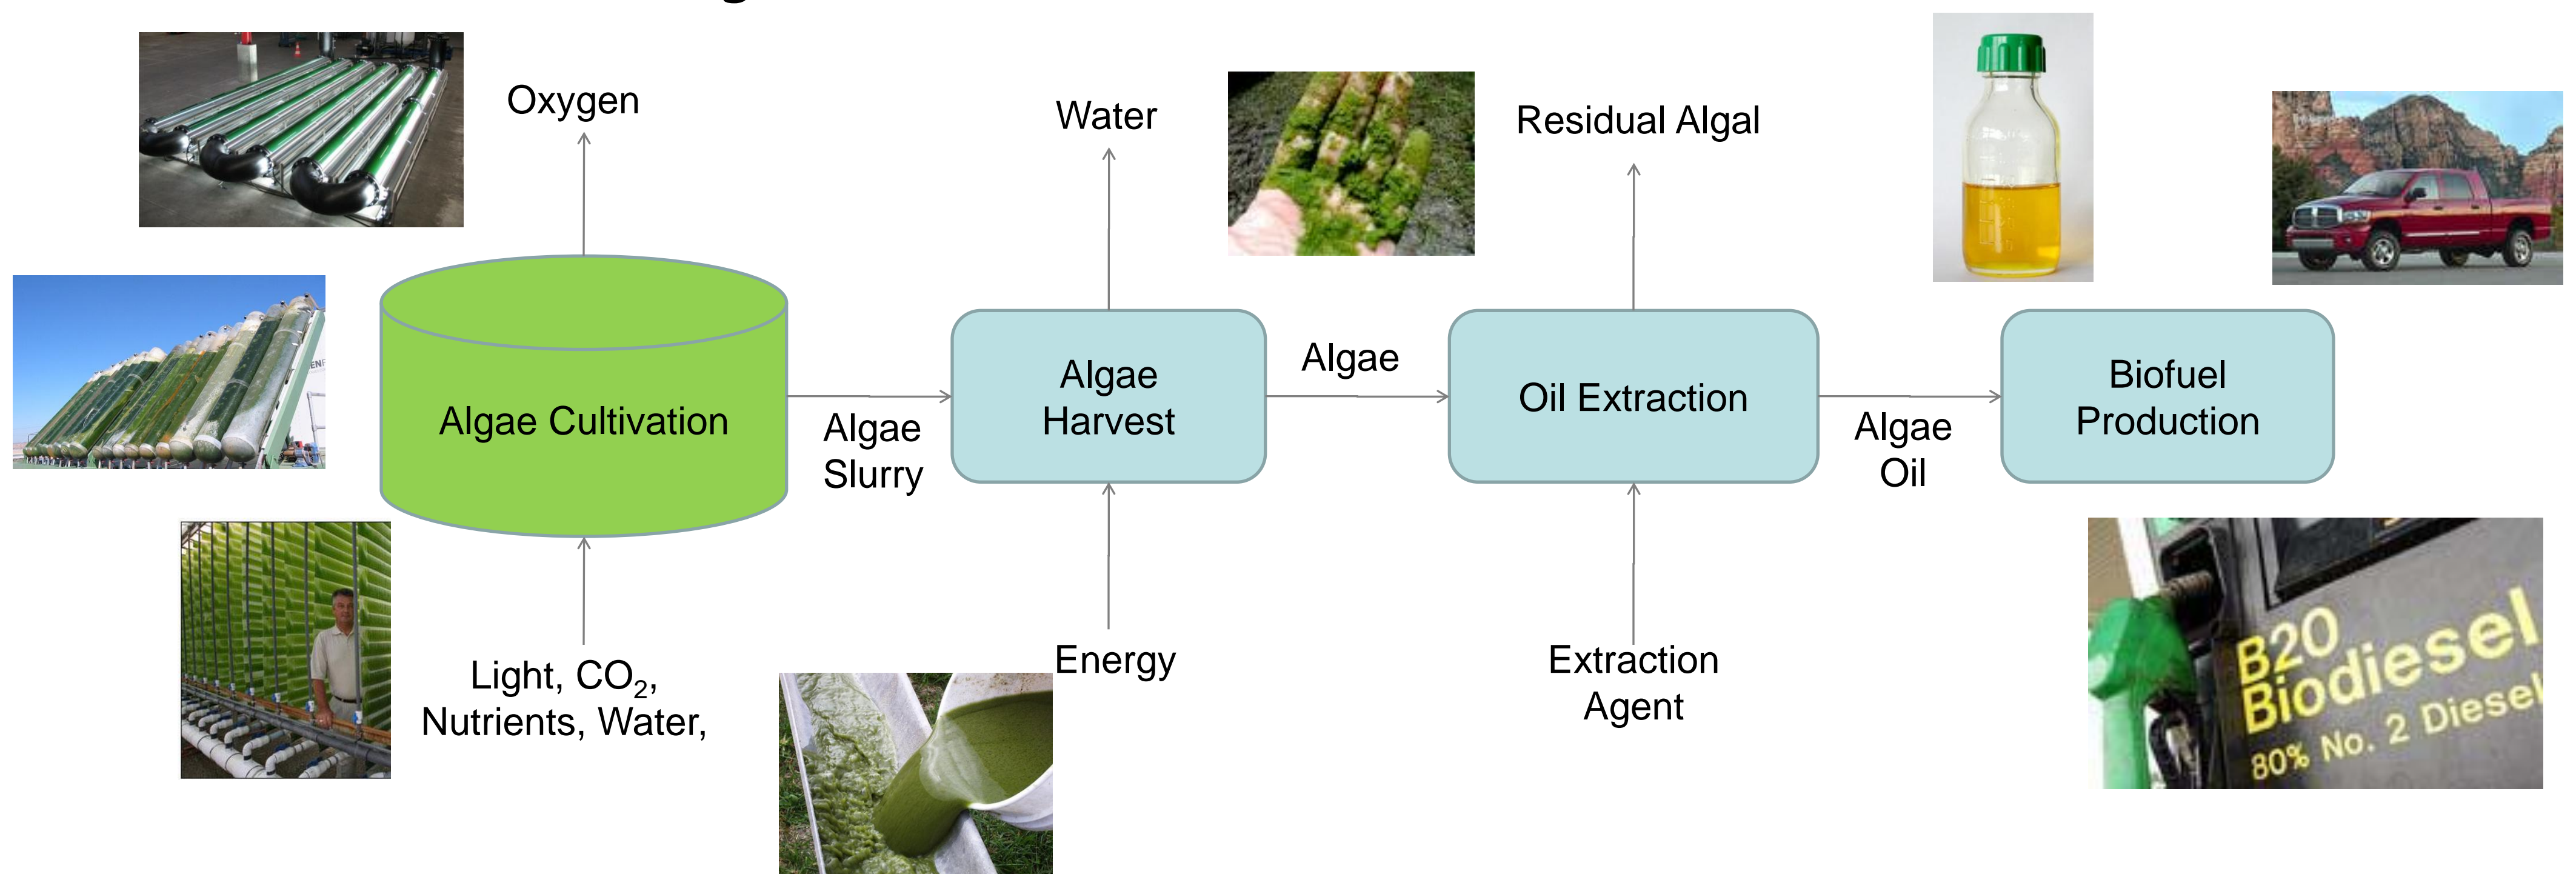 Oxygen
Water
Residual Algal
Algae Cultivation
Algae
Slurry
Algae
Harvest
Algae
Oil Extraction
Algae
Oil
Biofuel
Production
Light, CO₂,
Nutrients, Water,
Energy
Extraction
Agent
B20
Biodiesel
80% No. 2 Diesel